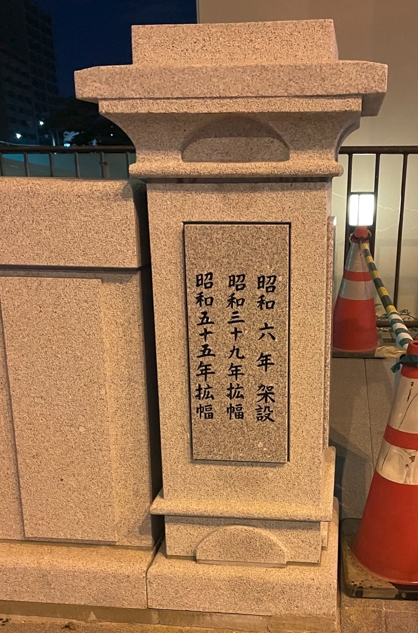 昭和 六 年 架設
昭和三十九年拡幅
昭和五十五年拡幅